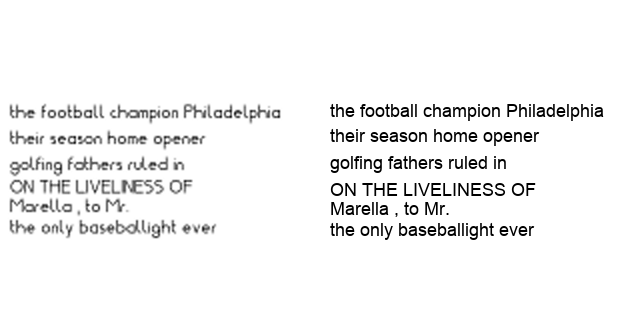 the football champion Philadelphia
their season home opener
golfing fathers ruled in
ON THE LIVELINESS OF
Marella , to Mr.
the only baseballight ever
the football champion Philadelphia
their season home opener
golfing fathers ruled in
ON THE LIVELINESS OF
Marella , to Mr.
the only baseballight ever